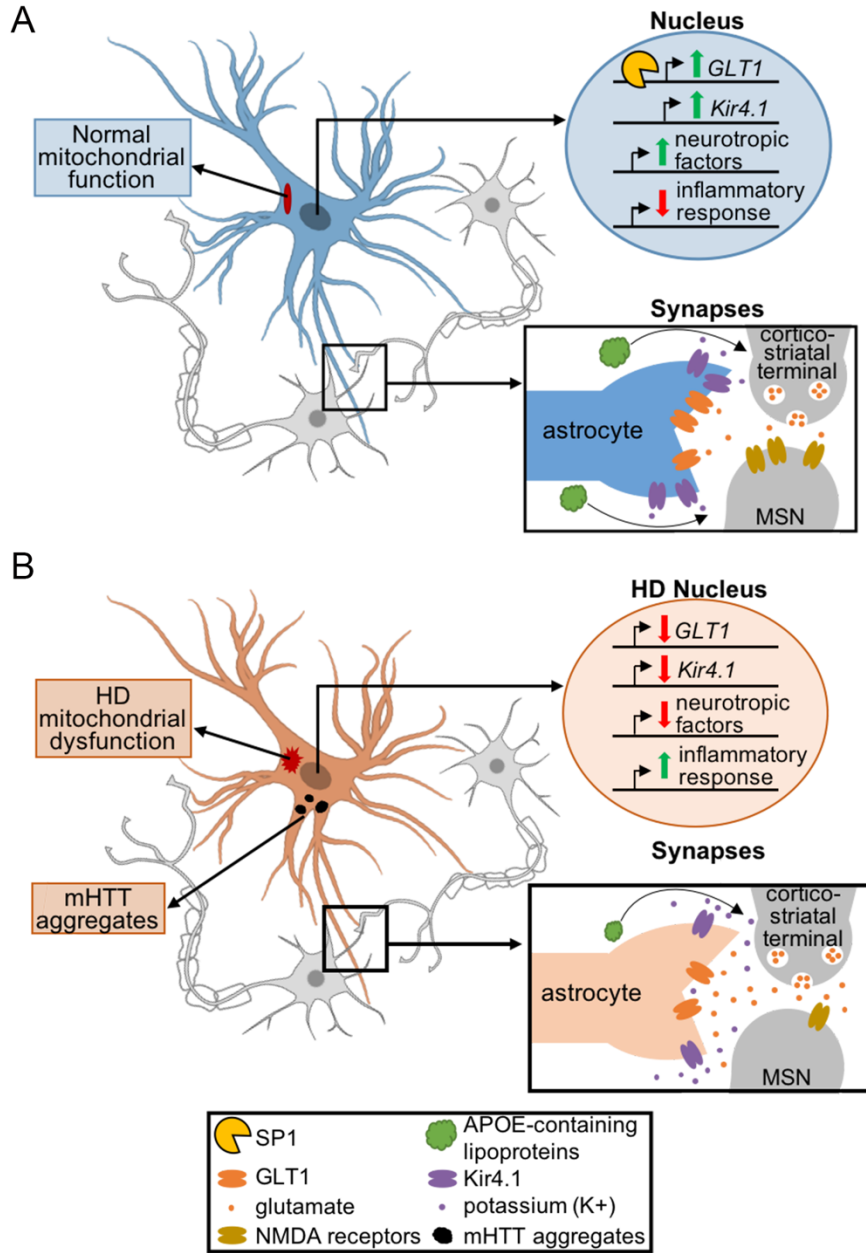 A
Nucleus
GLT1
Kir4.1
neurotropic
factors
inflammatory
response
Normal
mitochondrial
function
Synapses
cortico-
striatal
terminal
astrocyte
MSN
B
HD Nucleus
GLT1
Kir4.1
neurotropic
factors
inflammatory
response
HD
mitochondrial
dysfunction
mHTT
aggregates
Synapses
cortico-
striatal
terminal
astrocyte
MSN
SP1
APOE-containing
lipoproteins
GLT1
Kir4.1
glutamate
potassium (K+)
NMDA receptors
mHTT aggregates